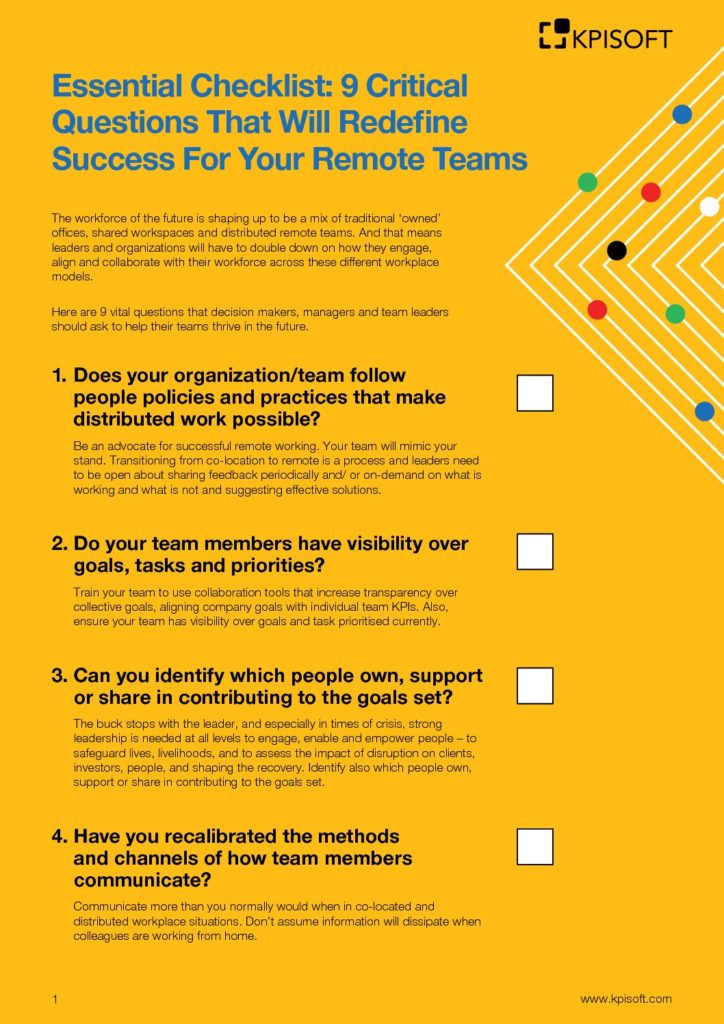 KPISOFT
Essential Checklist: 9 Critical
Questions That Will Redefine
Success For Your Remote Teams
The workforce of the future is shaping up to be a mix of traditional ‘owned’
offices, shared workspaces and distributed remote teams. And that means
leaders and organizations will have to double down on how they engage,
align and collaborate with their workforce across these different workplace
models.
Here are 9 vital questions that decision makers, managers and team leaders
should ask to help their teams thrive in the future.
1. Does your organization/team follow
people policies and practices that make
distributed work possible?
Be an advocate for successful remote working. Your team will mimic your
stand. Transitioning from co-location to remote is a process and leaders need
to be open about sharing feedback periodically and/ or on-demand on what is
working and what is not and suggesting effective solutions.
2. Do your team members have visibility over
goals, tasks and priorities?
Train your team to use collaboration tools that increase transparency over
collective goals, aligning company goals with individual team KPIs. Also,
ensure your team has visibility over goals and task prioritised currently.
3. Can you identify which people own, support
or share in contributing to the goals set?
The buck stops with the leader, and especially in times of crisis, strong
leadership is needed at all levels to engage, enable and empower people – to
safeguard lives, livelihoods, and to assess the impact of disruption on clients,
investors, people, and shaping the recovery. Identify also which people own,
support or share in contributing to the goals set.
4. Have you recalibrated the methods
and channels of how team members
communicate?
Communicate more than you normally would when in co-located and
distributed workplace situations. Don’t assume information will dissipate when
colleagues are working from home.
1
www.kpisoft.com